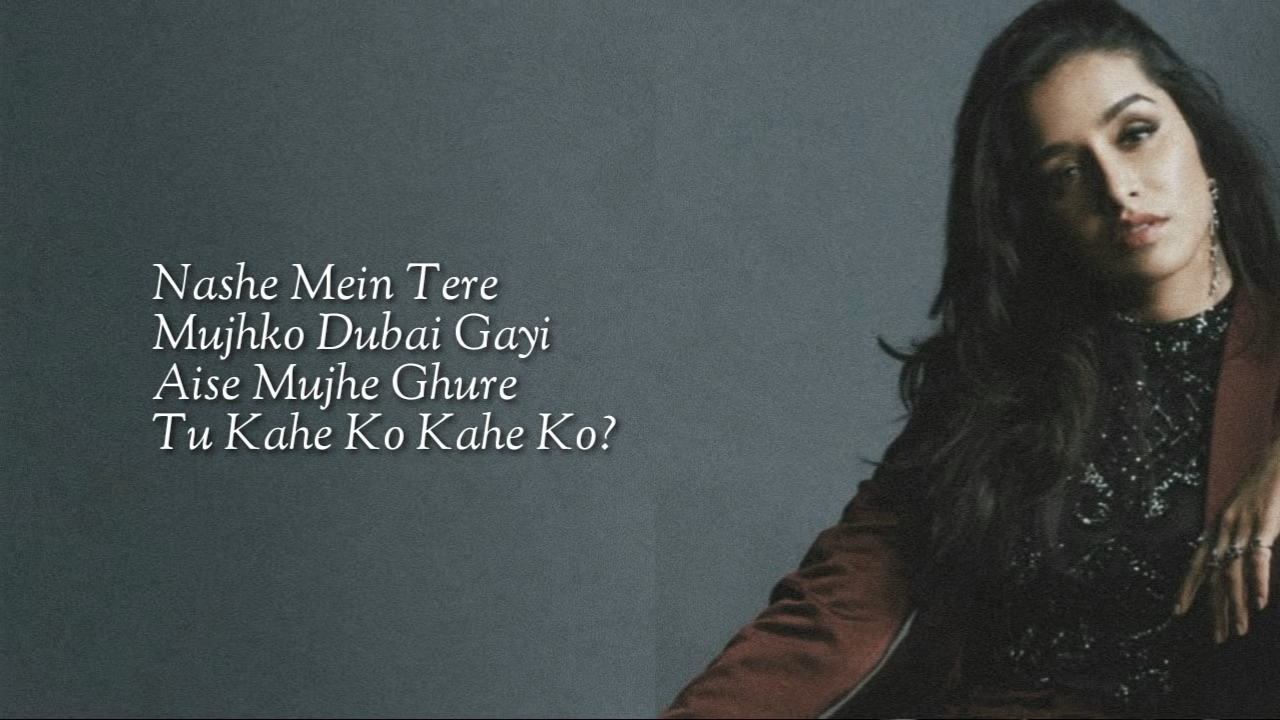 Nashe Mein Tere
Mujhko Dubai Gayi
Aise Mujhe Ghure
Tu Kahe Ko Kahe Ko?